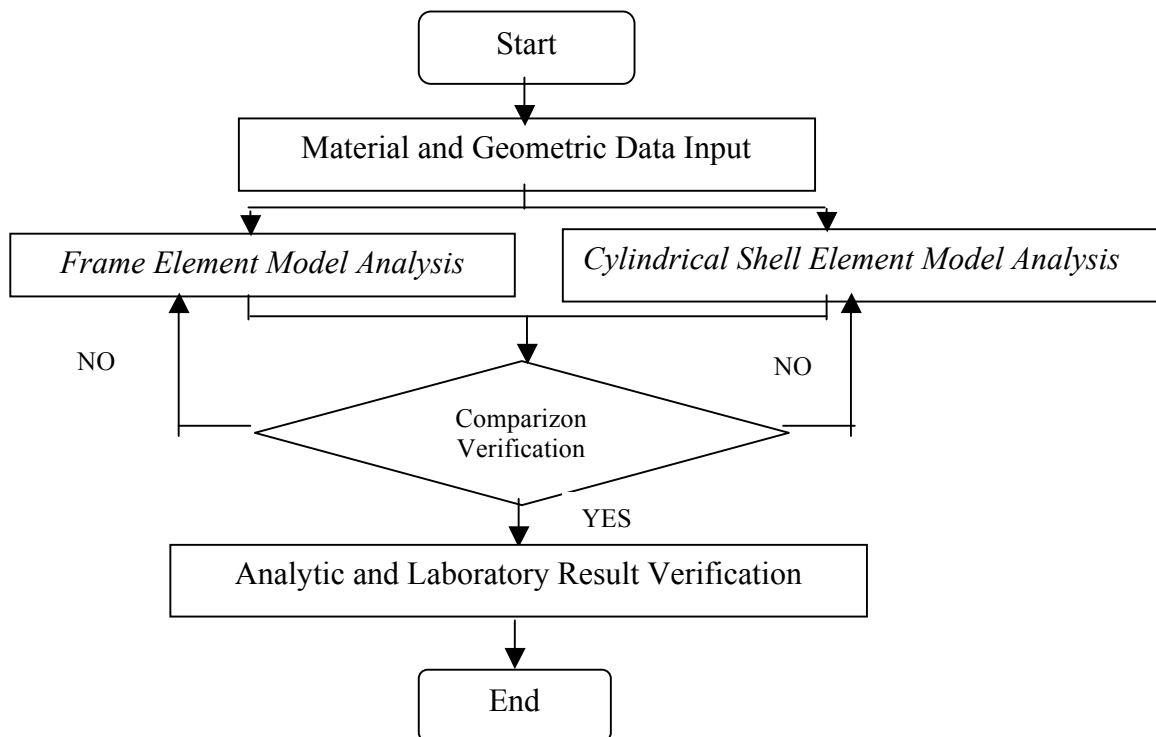 Start
Material and Geometric Data Input
Frame Element Model Analysis
Cylindrical Shell Element Model Analysis
NO
NO
Comparizon
Verification
YES
Analytic and Laboratory Result Verification
End